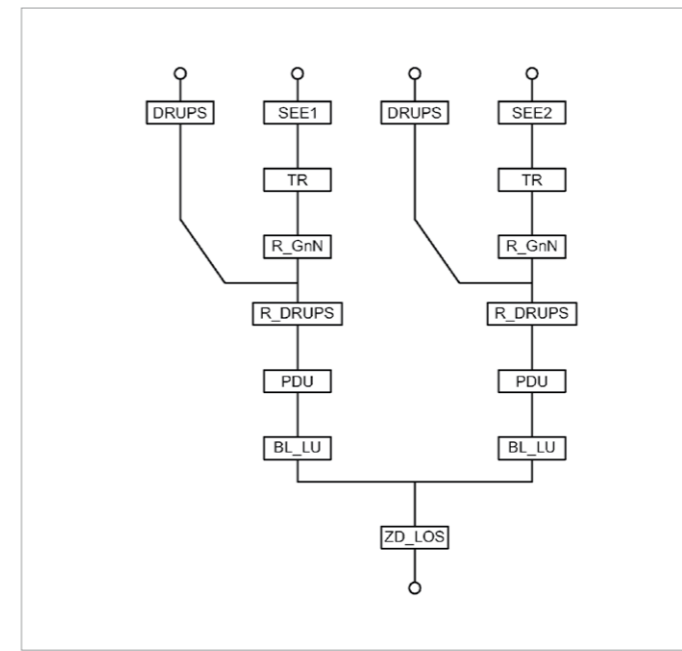 DRUPS SEE1 DRUPS SEE2
TR TR
R_GnN R_GnN
R_DRUPS R_DRUPS
PDU PDU
BL_LU BL_LU
ZD_LOS